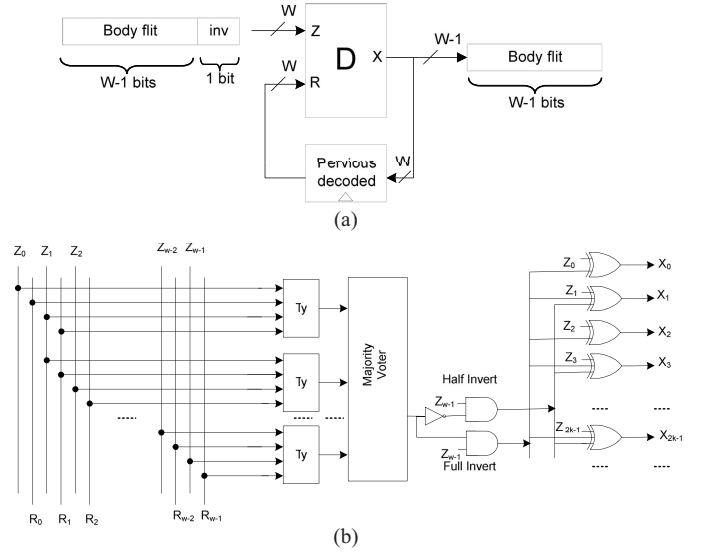 Body flit inv
W-1 bits
1 bit
W
Z
W
R
D
X
W-1
Body flit
W-1 bits
Pervious
decoded
W
(a)
Z0 Z1 Z2 Zw-2 Zw-1
R0 R1 R2 Rw-2 Rw-1
Ty
Ty
Ty
Majority
Voter
Half Invert
Zw-1
Zw-1
Full Invert
Z0 X0
Z1 X1
Z2 X2
Z3 X3
Z2k-1 X2k-1
(b)